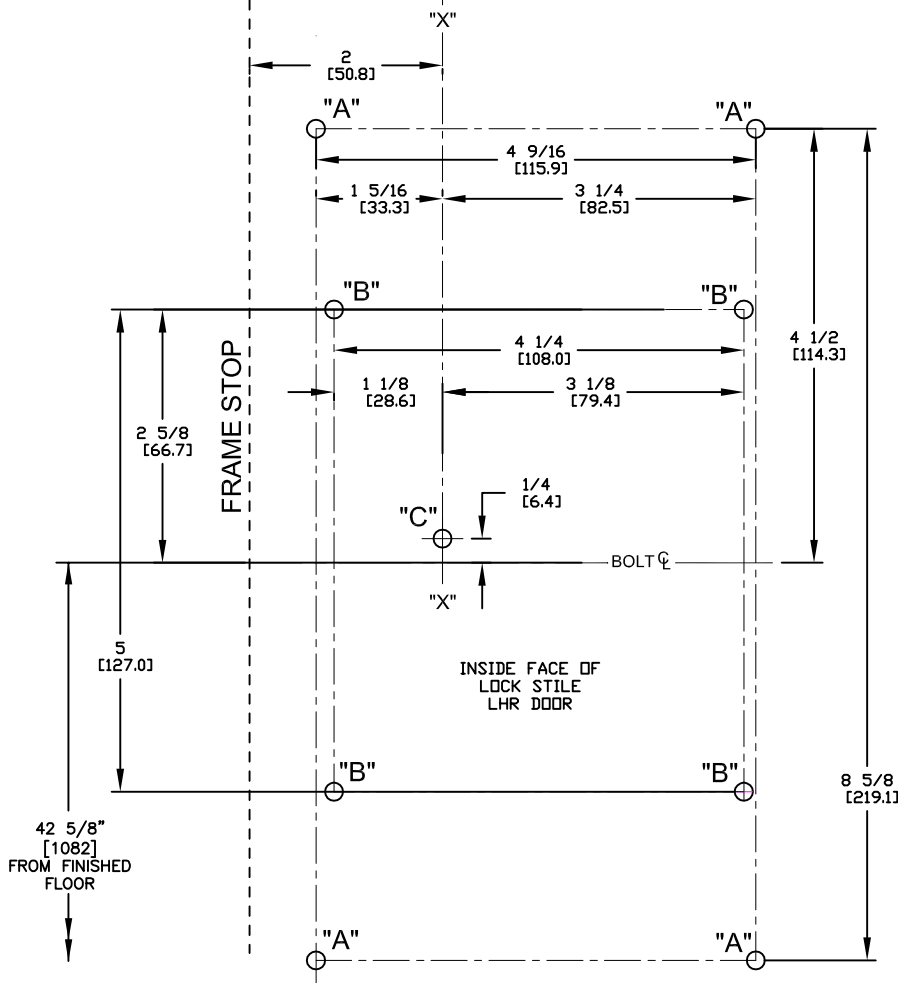 "X"
2
[50.8]
"A"
"A"
4 9/16
[115.9]
1 5/16
[33.3]
3 1/4
[82.5]
"B"
"B"
4 1/4
[108.0]
4 1/2
[114.3]
1 1/8
[28.6]
3 1/8
[79.4]
FRAME STOP
2 5/8
[66.7]
1/4
[6.4]
"C"
BOLT ℄
"X"
5
[127.0]
INSIDE FACE OF
LOCK STILE
LHR DOOR
"B"
"B"
8 5/8
[219.1]
42 5/8”
[1082]
FROM FINISHED
FLOOR
"A"
"A"